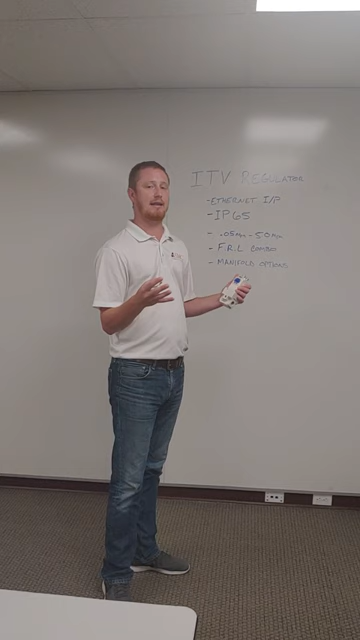 ITV REGULATOR
- ETHERNET I/P
- IP65
- .05Mpa - 50Mpa
- F.R.L COMBO
- MANIFOLD OPTIONS